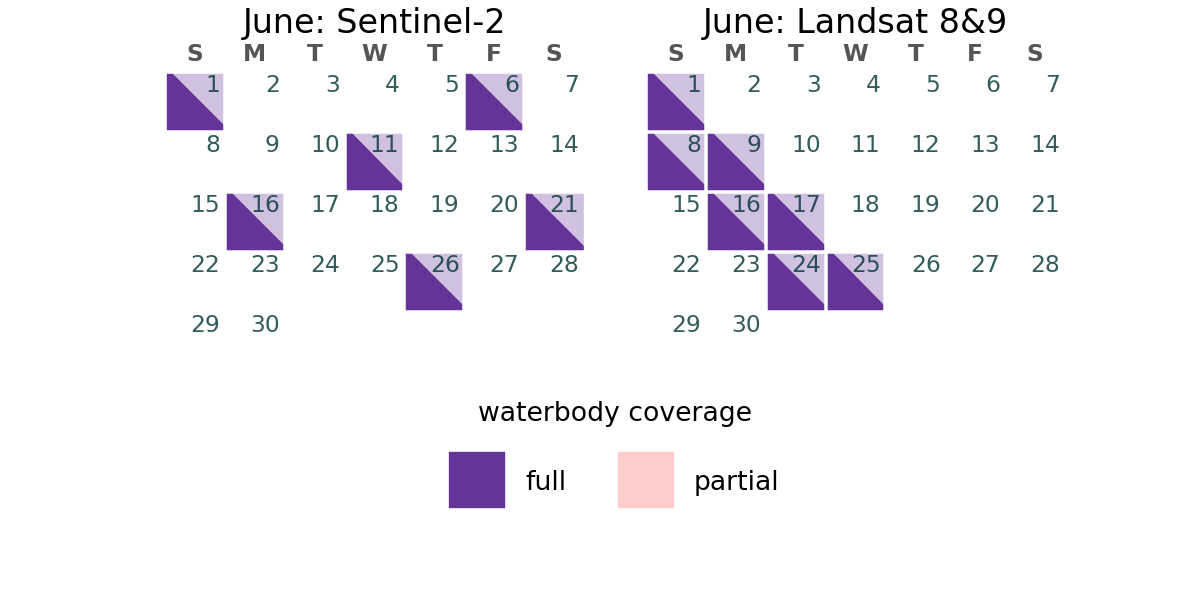 June: Sentinel-2
S M T W T F S
1 2 3 4 5 6 7
8 9 10 11 12 13 14
15 16 17 18 19 20 21
22 23 24 25 26 27 28
29 30
June: Landsat 8&9
S M T W T F S
1 2 3 4 5 6 7
8 9 10 11 12 13 14
15 16 17 18 19 20 21
22 23 24 25 26 27 28
29 30
waterbody coverage
full partial